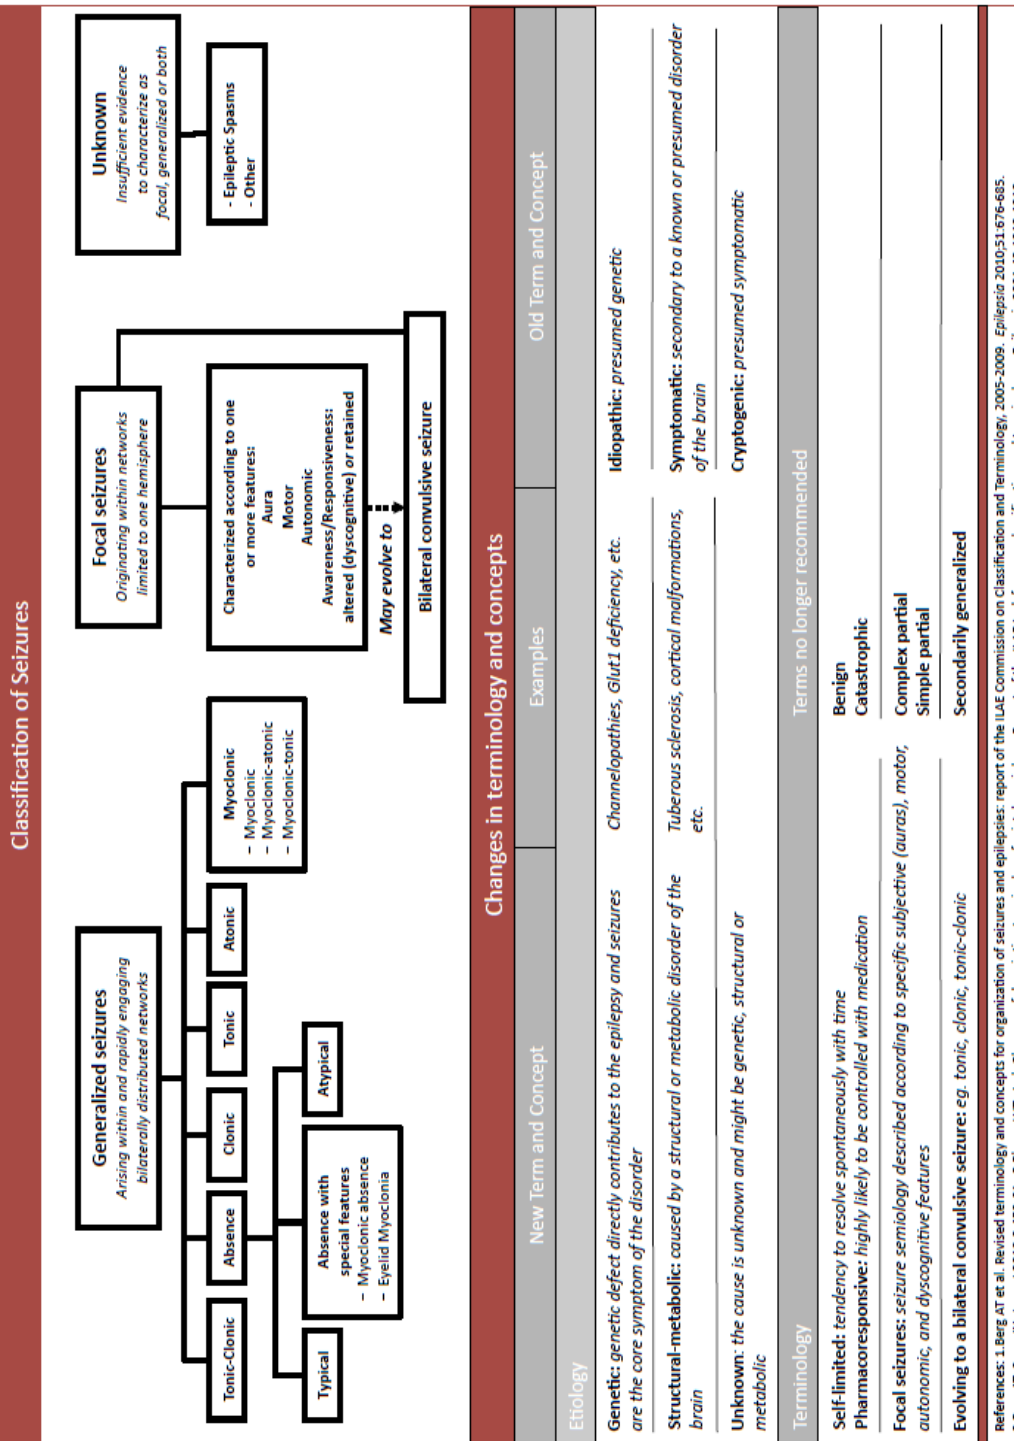 Classification of Seizures
Generalized seizures
Arising within and rapidly engaging
bilaterally distributed networks
Tonic-Clonic
Absence
Clonic
Tonic
Atonic
Myoclonic
– Myoclonic
– Myoclonic-atonic
– Myoclonic-tonic
Typical
Absence with
special features
– Myoclonic absence
– Eyelid Myoclonia
Atypical
Focal seizures
Originating within networks
limited to one hemisphere
Characterized according to one
or more features:
Aura
Motor
Autonomic
Awareness/Responsiveness:
altered (dyscognitive) or retained
May evolve to
Bilateral convulsive seizure
Unknown
Insufficient evidence
to characterize as
focal, generalized or both
- Epileptic Spasms
- Other
Changes in terminology and concepts
New Term and Concept
Examples
Old Term and Concept
Etiology
Genetic: genetic defect directly contributes to the epilepsy and seizures
are the core symptom of the disorder
Channelopathies, Glut1 deficiency, etc.
Idiopathic: presumed genetic
Structural-metabolic: caused by a structural or metabolic disorder of the
brain
Tuberous sclerosis, cortical malformations,
etc.
Symptomatic: secondary to a known or presumed disorder
of the brain
Unknown: the cause is unknown and might be genetic, structural or
metabolic
Cryptogenic: presumed symptomatic
Terminology
Terms no longer recommended
Self-limited: tendency to resolve spontaneously with time
Pharmacoresponsive: highly likely to be controlled with medication
Benign
Catastrophic
Focal seizures: seizure semiology described according to specific subjective (auras), motor,
autonomic, and dyscognitive features
Complex partial
Simple partial
Evolving to a bilateral convulsive seizure: eg. tonic, clonic, tonic-clonic
Secondarily generalized
References: 1.Berg AT et al. Revised terminology and concepts for organization of seizures and epilepsies: report of the ILAE Commission on Classification and Terminology, 2005-2009. Epilepsia 2010;51:676-685.